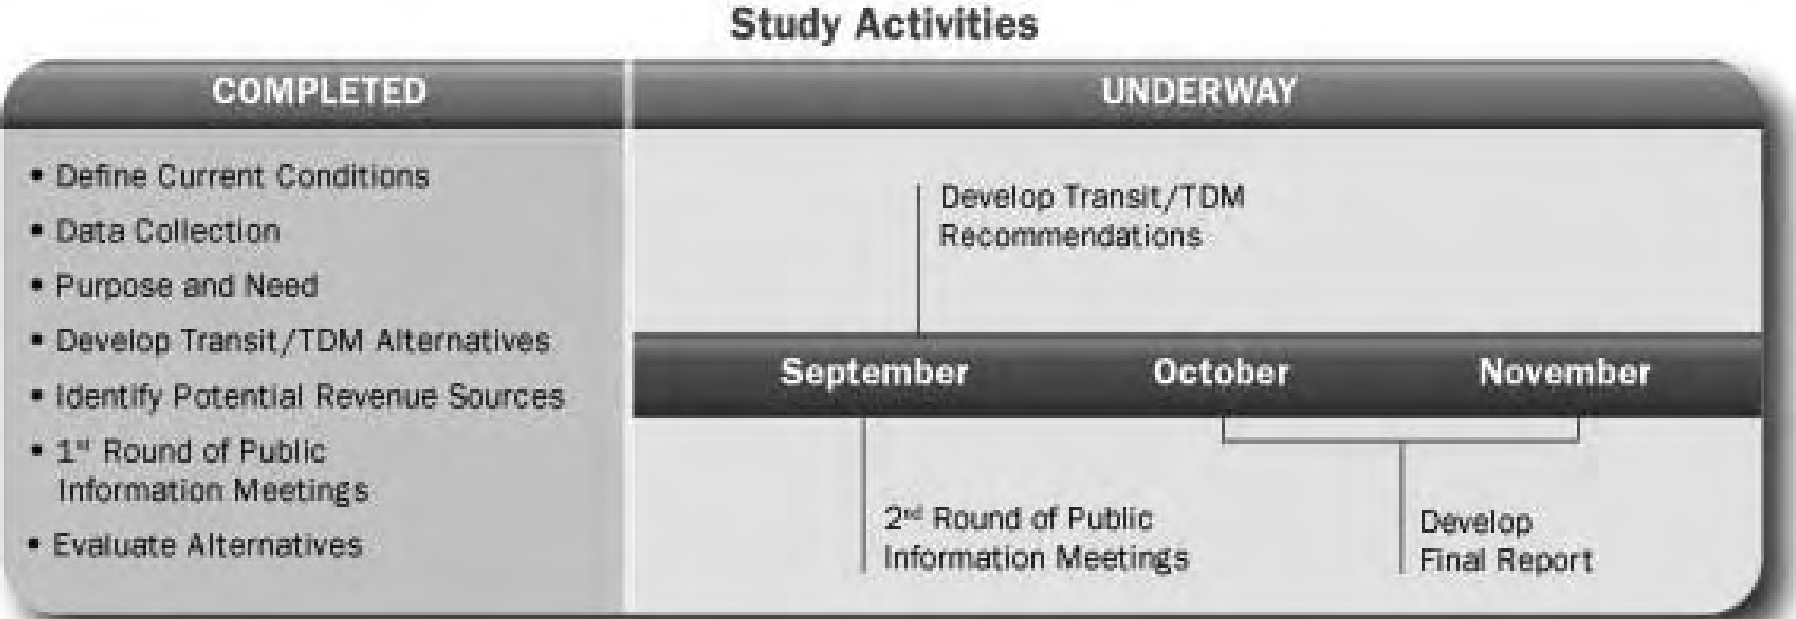 Study Activities
COMPLETED
• Define Current Conditions
• Data Collection
• Purpose and Need
• Develop Transit/TDM Alternatives
• Identify Potential Revenue Sources
• 1st Round of Public
Information Meetings
• Evaluate Alternatives
UNDERWAY
Develop Transit/TDM
Recommendations
September October November
2nd Round of Public
Information Meetings
Develop
Final Report